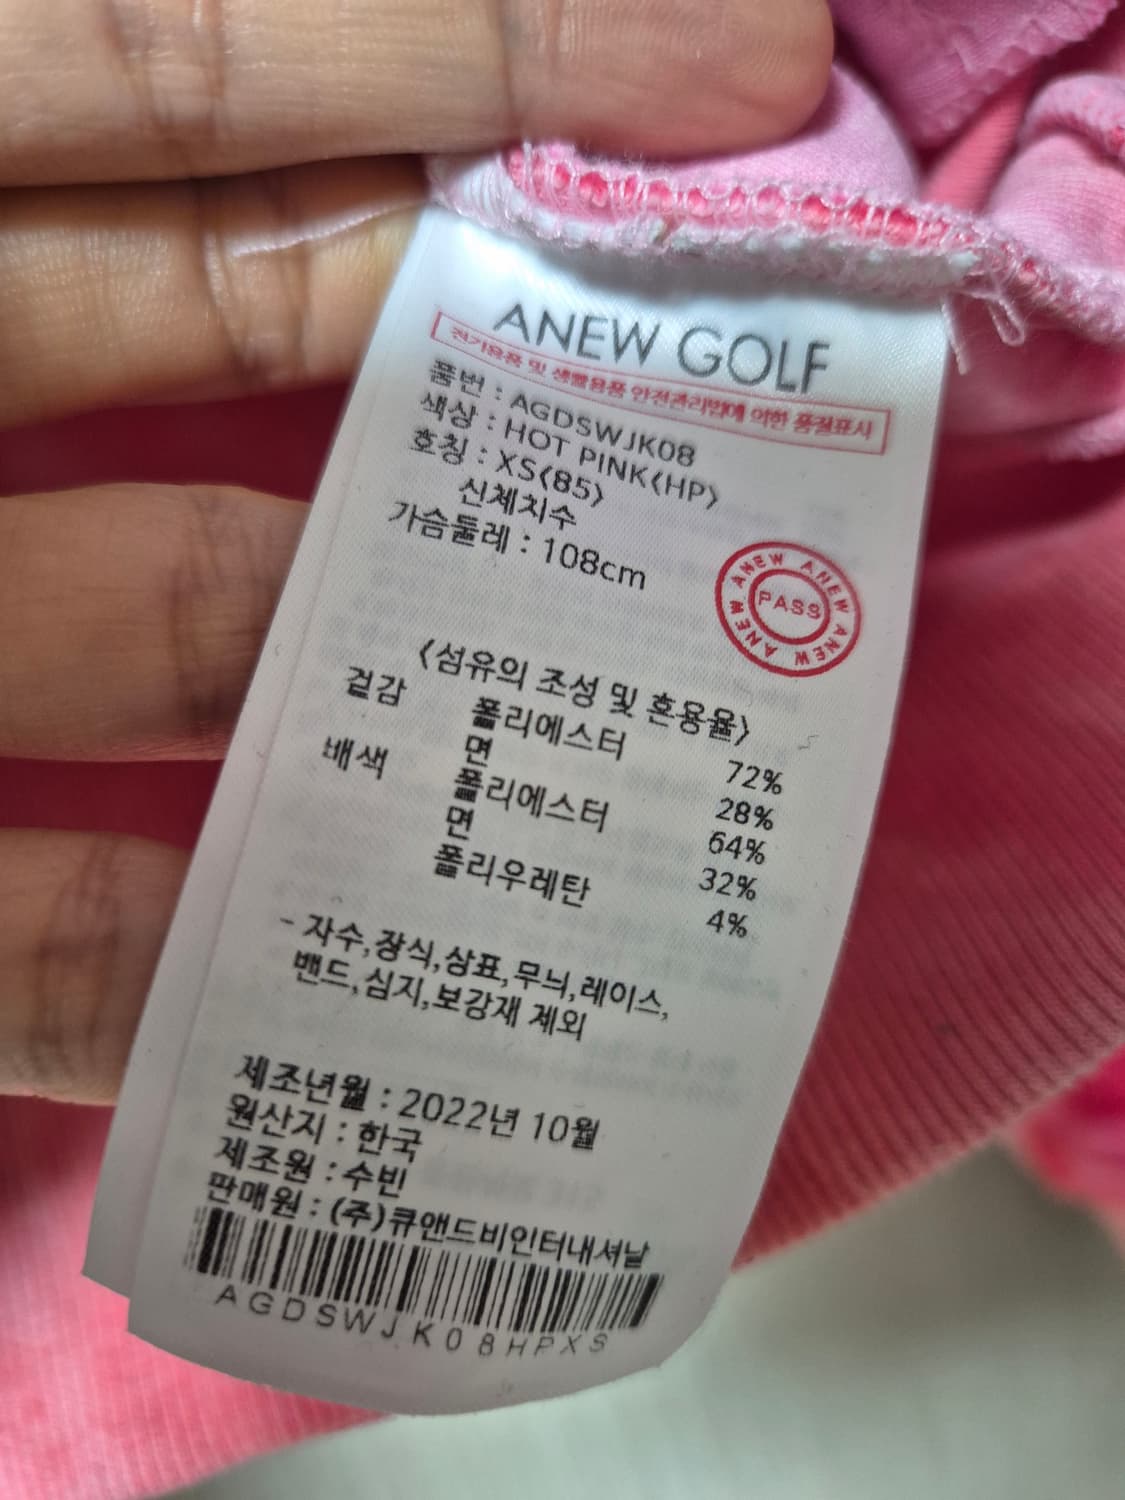 ANEW GOLF
전기용품 및 생활용품 안전관리법에 의한 품질표시
품번 : AGDSWJK08
색상 : HOT PINK(HP)
호칭 : XS(85)
신체치수
가슴둘레 : 108cm
ANEW ANEW ANEW ANEW
PASS
<섬유의 조성 및 혼용율>
겉감 폴리에스터 72%
면 28%
배색 폴리에스터 64%
면 32%
폴리우레탄 4%
- 자수,장식,상표,무늬,레이스,
밴드,심지,보강재 제외
제조년월 : 2022년 10월
원산지 : 한국
제조원 : 수빈
판매원 : (주)큐앤드비인터내셔날
AGDSWJK08HPXS